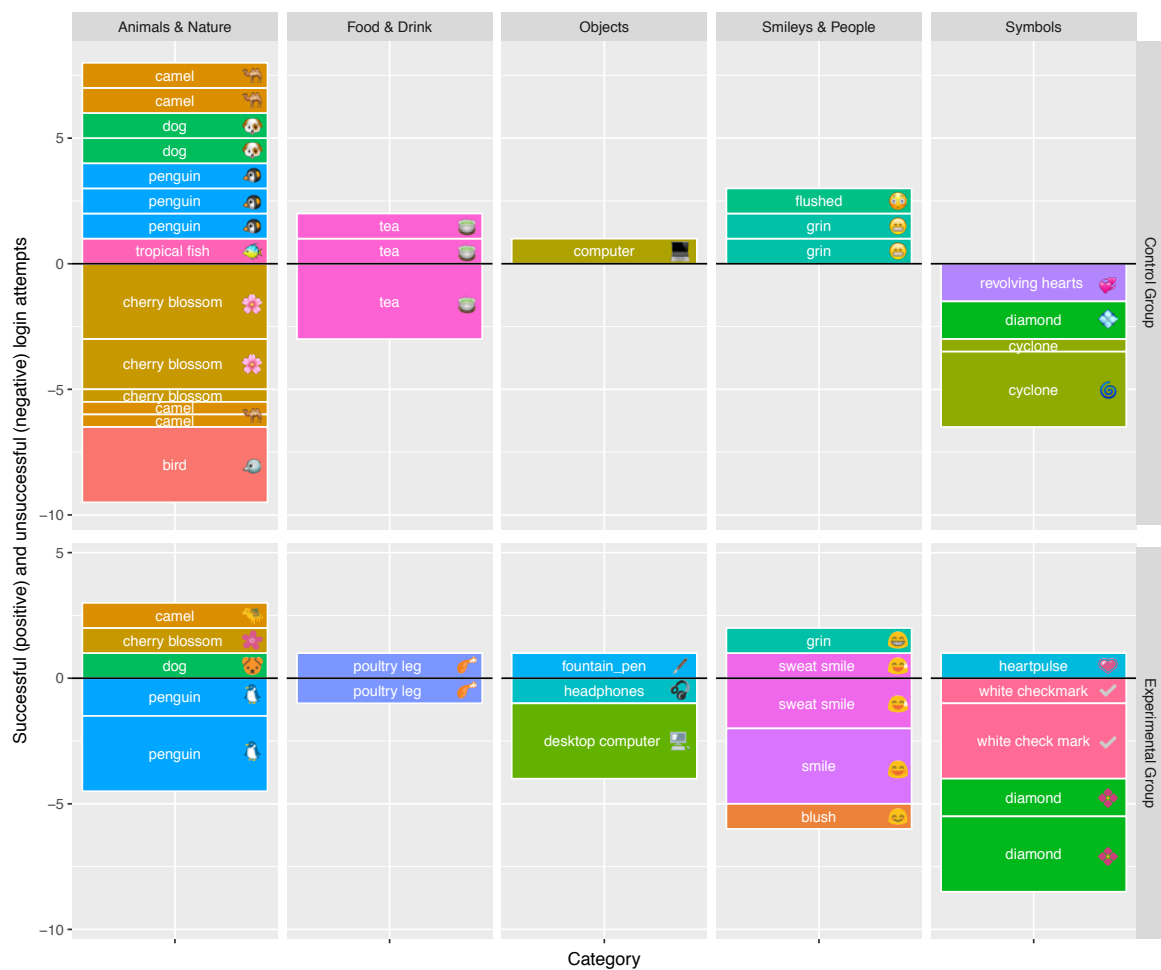 Animals & Nature
Food & Drink
Objects
Smileys & People
Symbols
Successful (positive) and unsuccessful (negative) login attempts
5
0
−5
−10
camel
camel
dog
dog
penguin
penguin
penguin
tropical fish
cherry blossom
cherry blossom
cherry blossom
camel
camel
bird
tea
tea
tea
computer
flushed
grin
grin
revolving hearts
diamond
cyclone
cyclone
Control Group
5
0
−5
−10
camel
cherry blossom
dog
penguin
penguin
poultry leg
poultry leg
fountain_pen
headphones
desktop computer
grin
sweat smile
sweat smile
smile
blush
heartpulse
white checkmark
white check mark
diamond
diamond
Experimental Group
Category